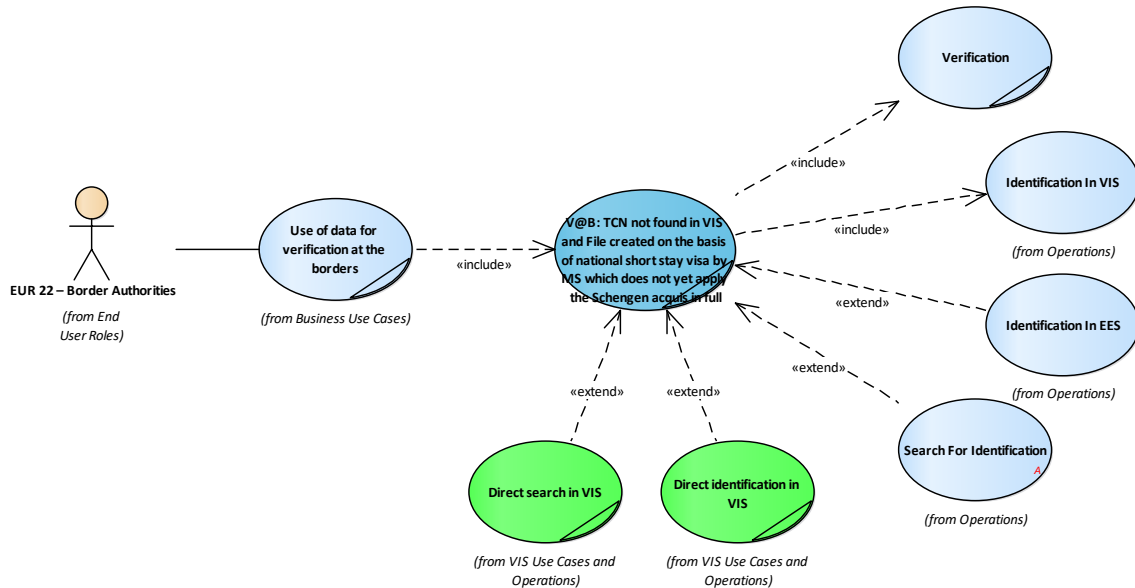 Verification
«include»
Identification In VIS
(from Operations)
«include»
EUR 22 – Border Authorities
(from End
User Roles)
Use of data for
verification at the
borders
(from Business Use Cases)
«include»
V@B: TCN not found in VIS
and File created on the basis
of national short stay visa by
MS which does not yet apply
the Schengen acquis in full
Identification In EES
(from Operations)
«extend»
Search For Identification
A
(from Operations)
«extend»
«extend»
«extend»
Direct search in VIS
(from VIS Use Cases and
Operations)
Direct identification in
VIS
(from VIS Use Cases and
Operations)